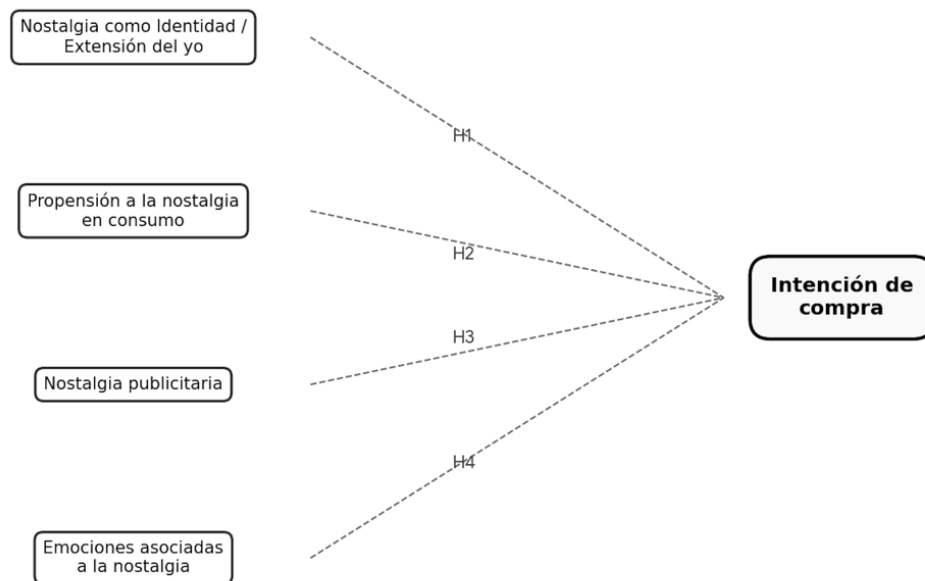 Nostalgia como Identidad /
Extensión del yo
H1
Propensión a la nostalgia
en consumo
H2
Intención de
compra
H3
Nostalgia publicitaria
H4
Emociones asociadas
a la nostalgia